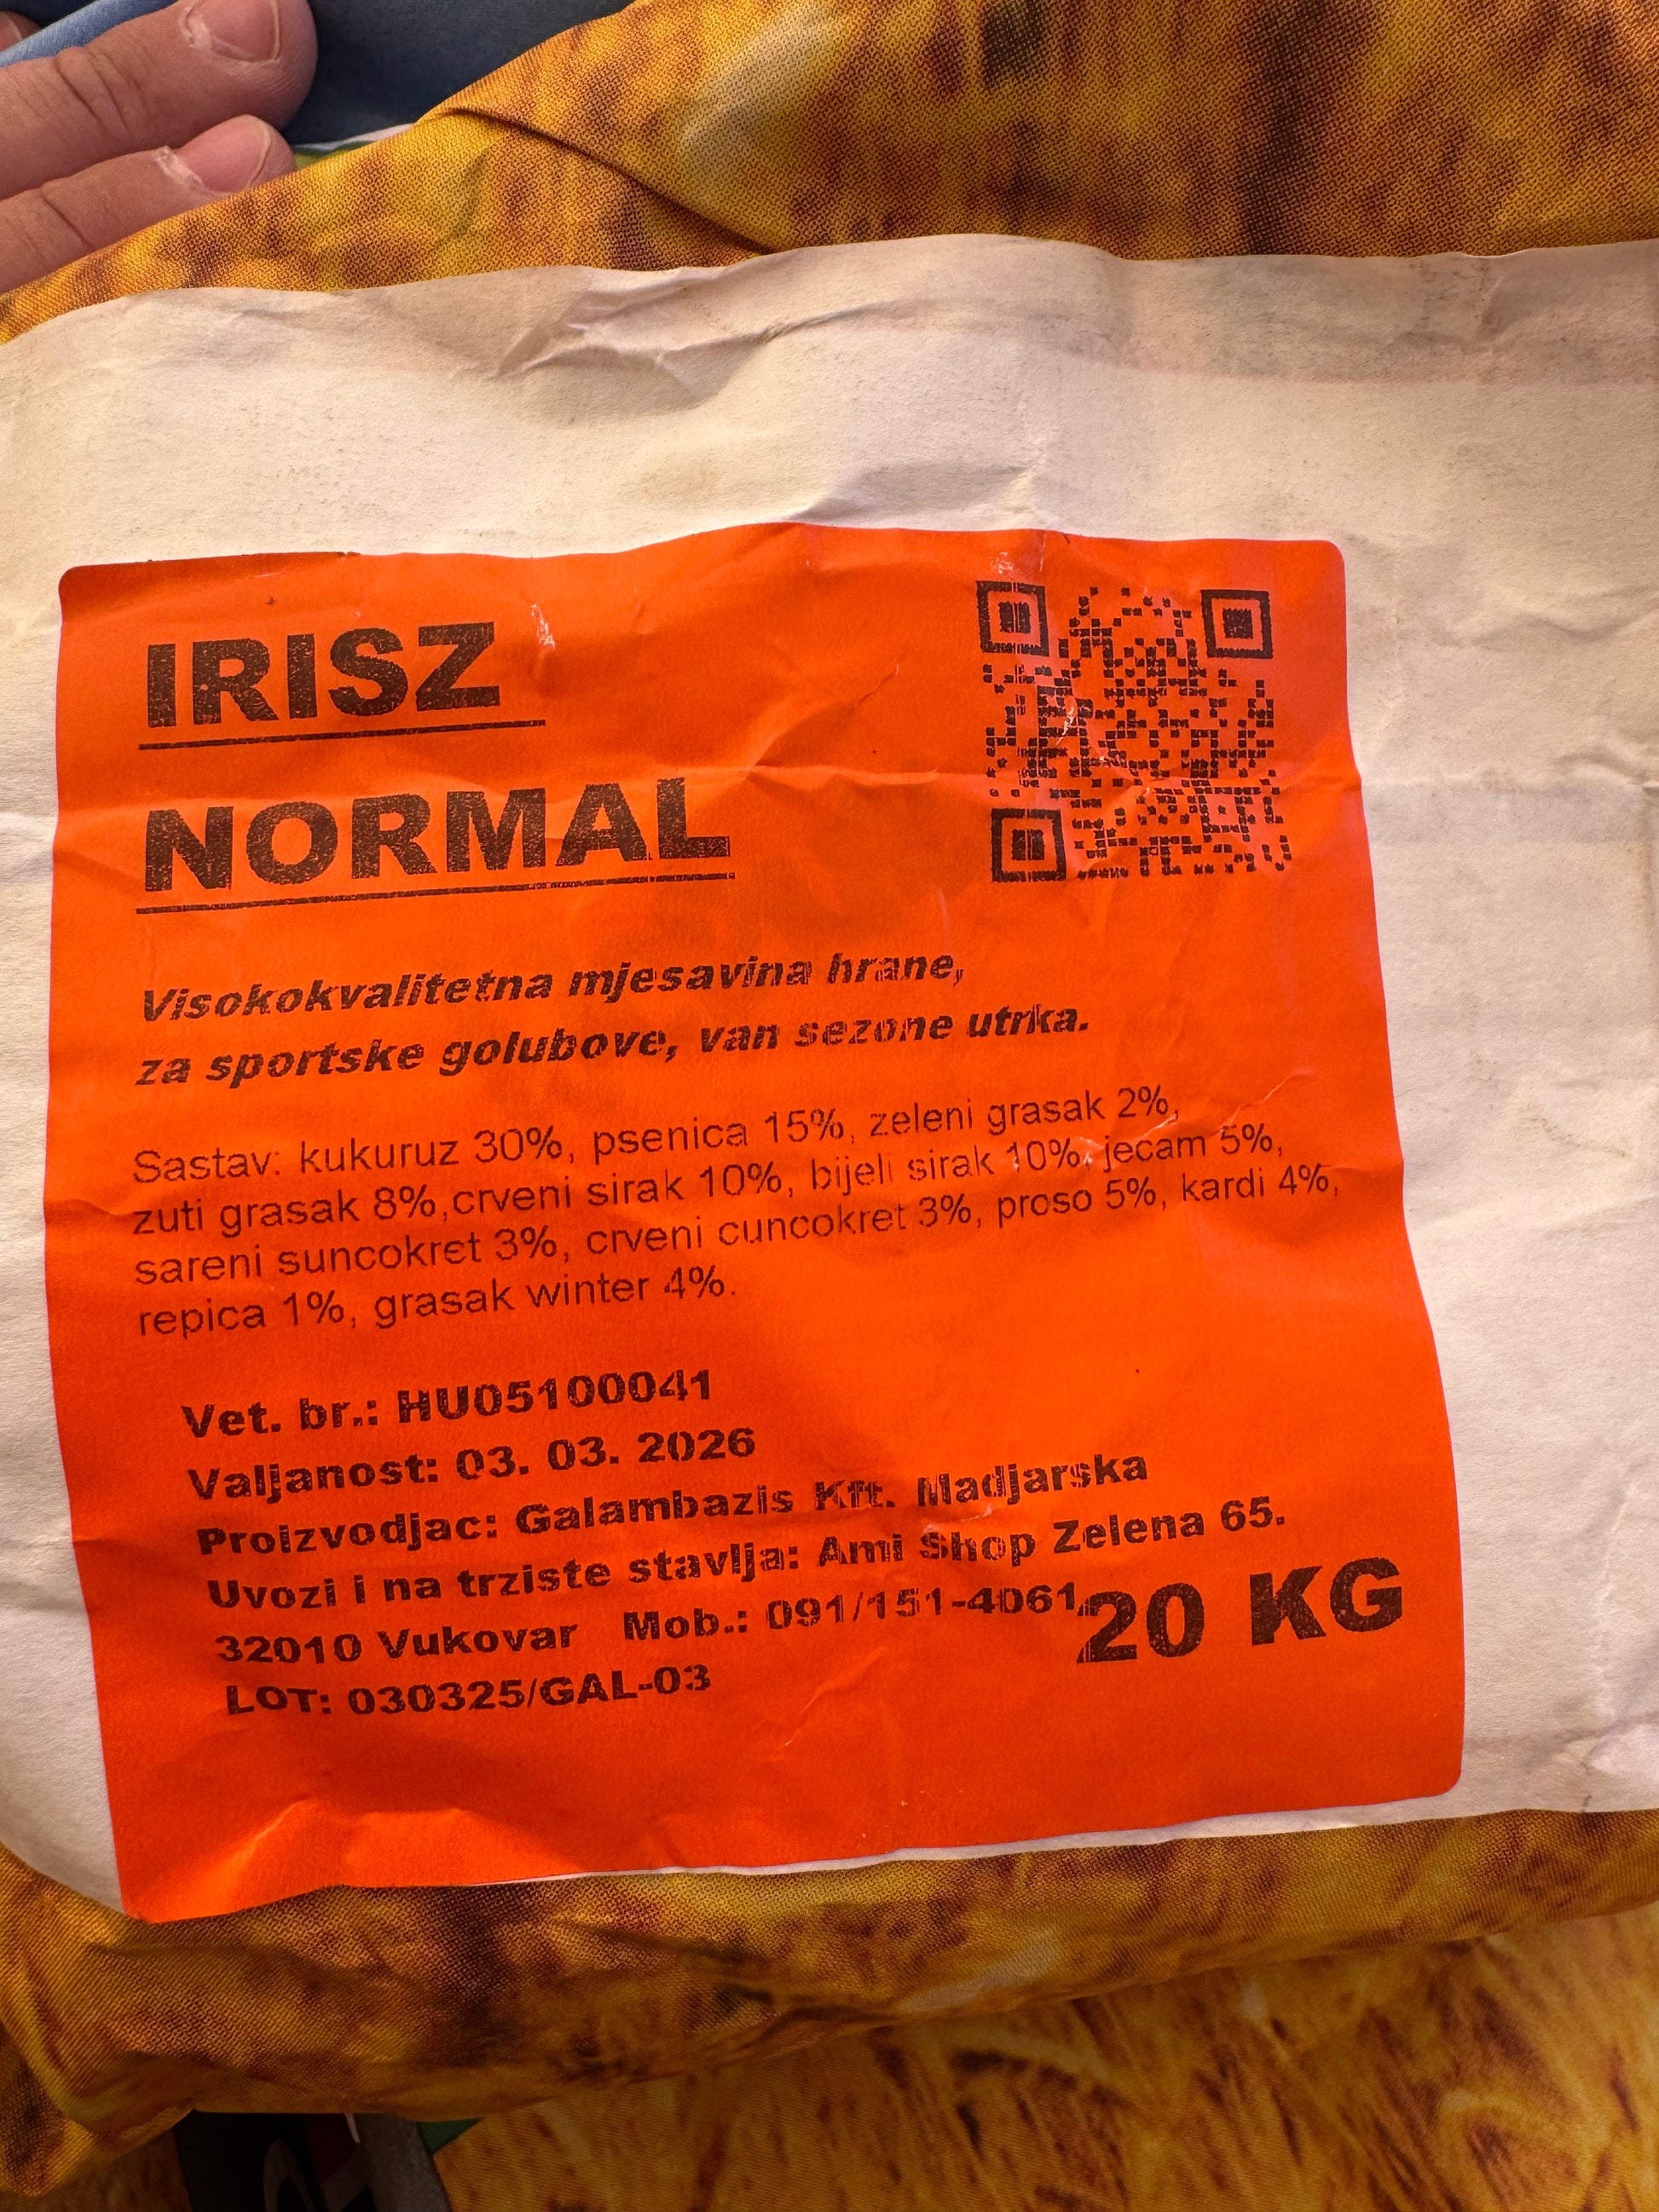 IRISZ
NORMAL
Visokokvalitetna mjesavina hrane,
za sportske golubove, van sezone utrka.
Sastav: kukuruz 30%, psenica 15%, zeleni grasak 2%,
zuti grasak 8%,crveni sirak 10%, bijeli sirak 10%, jecam 5%,
sareni suncokret 3%, crveni cuncokret 3%, proso 5%, kardi 4%,
repica 1%, grasak winter 4%.
Vet. br.: HU05100041
Valjanost: 03. 03. 2026
Proizvodjac: Galambazis Kft. Madjarska
Uvozi i na trziste stavlja: Ami Shop Zelena 65.
32010 Vukovar Mob.: 091/151-4061
20 KG
LOT: 030325/GAL-03